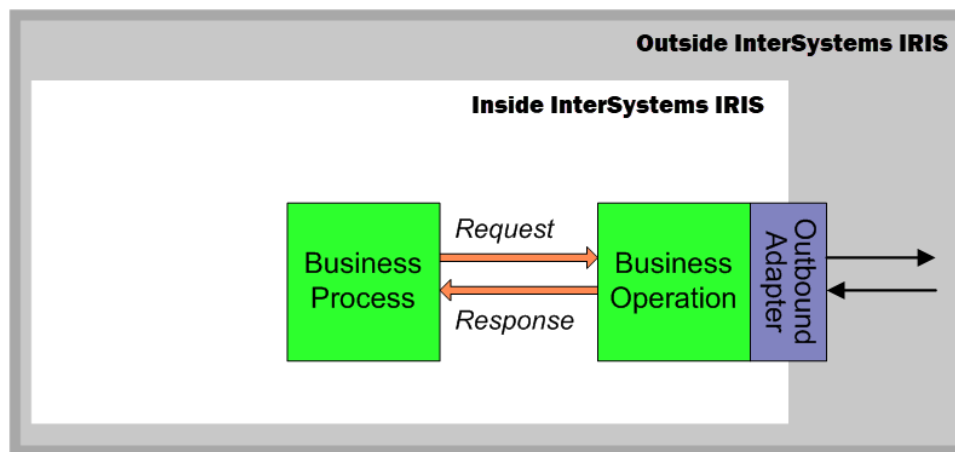 Outside InterSystems IRIS
Inside InterSystems IRIS
Request
Business
Process
Business
Operation
Outbound
Adapter
Response